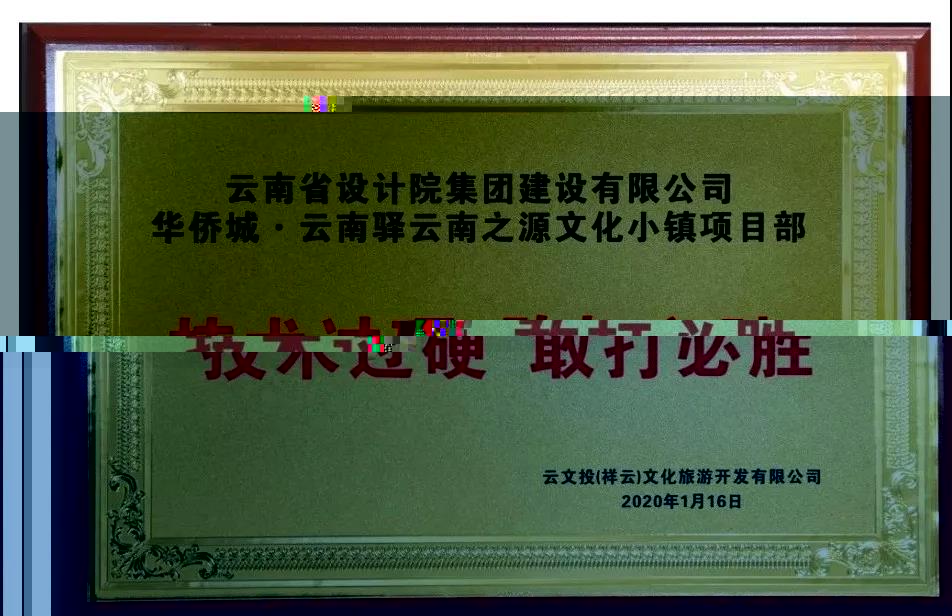 云南省设计院集团建设有限公司
华侨城·云南驿云南之源文化小镇项目部
技术过硬 敢打必胜
云文投(祥云)文化旅游开发有限公司
2020年1月16日